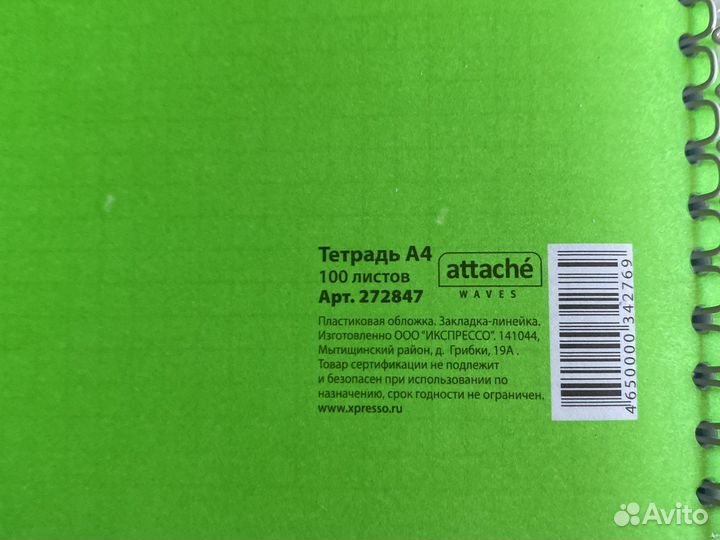 Тетрадь А4
100 листов
Арт. 272847
attaché
WAVES
Пластиковая обложка. Закладка-линейка.
Изготовленно ООО "ИКСПРЕССО". 141044,
Мытищинский район, д. Грибки, 19А .
Товар сертификации не подлежит
и безопасен при использовании по
назначению, срок годности не ограничен.
www.xpresso.ru
4650000342769
Avito